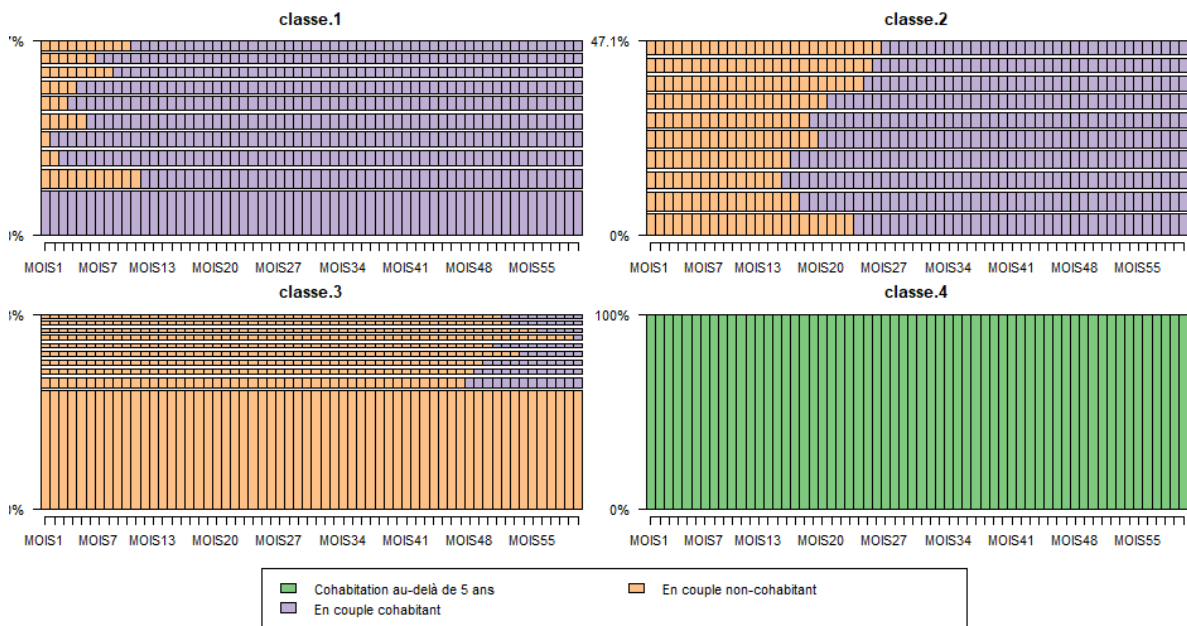 classe.1
classe.2
7%
47.1%
0%
0%
MOIS1 MOIS7 MOIS13 MOIS20 MOIS27 MOIS34 MOIS41 MOIS48 MOIS55
MOIS1 MOIS7 MOIS13 MOIS20 MOIS27 MOIS34 MOIS41 MOIS48 MOIS55
classe.3
classe.4
100%
0%
MOIS1 MOIS7 MOIS13 MOIS20 MOIS27 MOIS34 MOIS41 MOIS48 MOIS55
MOIS1 MOIS7 MOIS13 MOIS20 MOIS27 MOIS34 MOIS41 MOIS48 MOIS55
Cohabitation au-delà de 5 ans
En couple non-cohabitant
En couple cohabitant